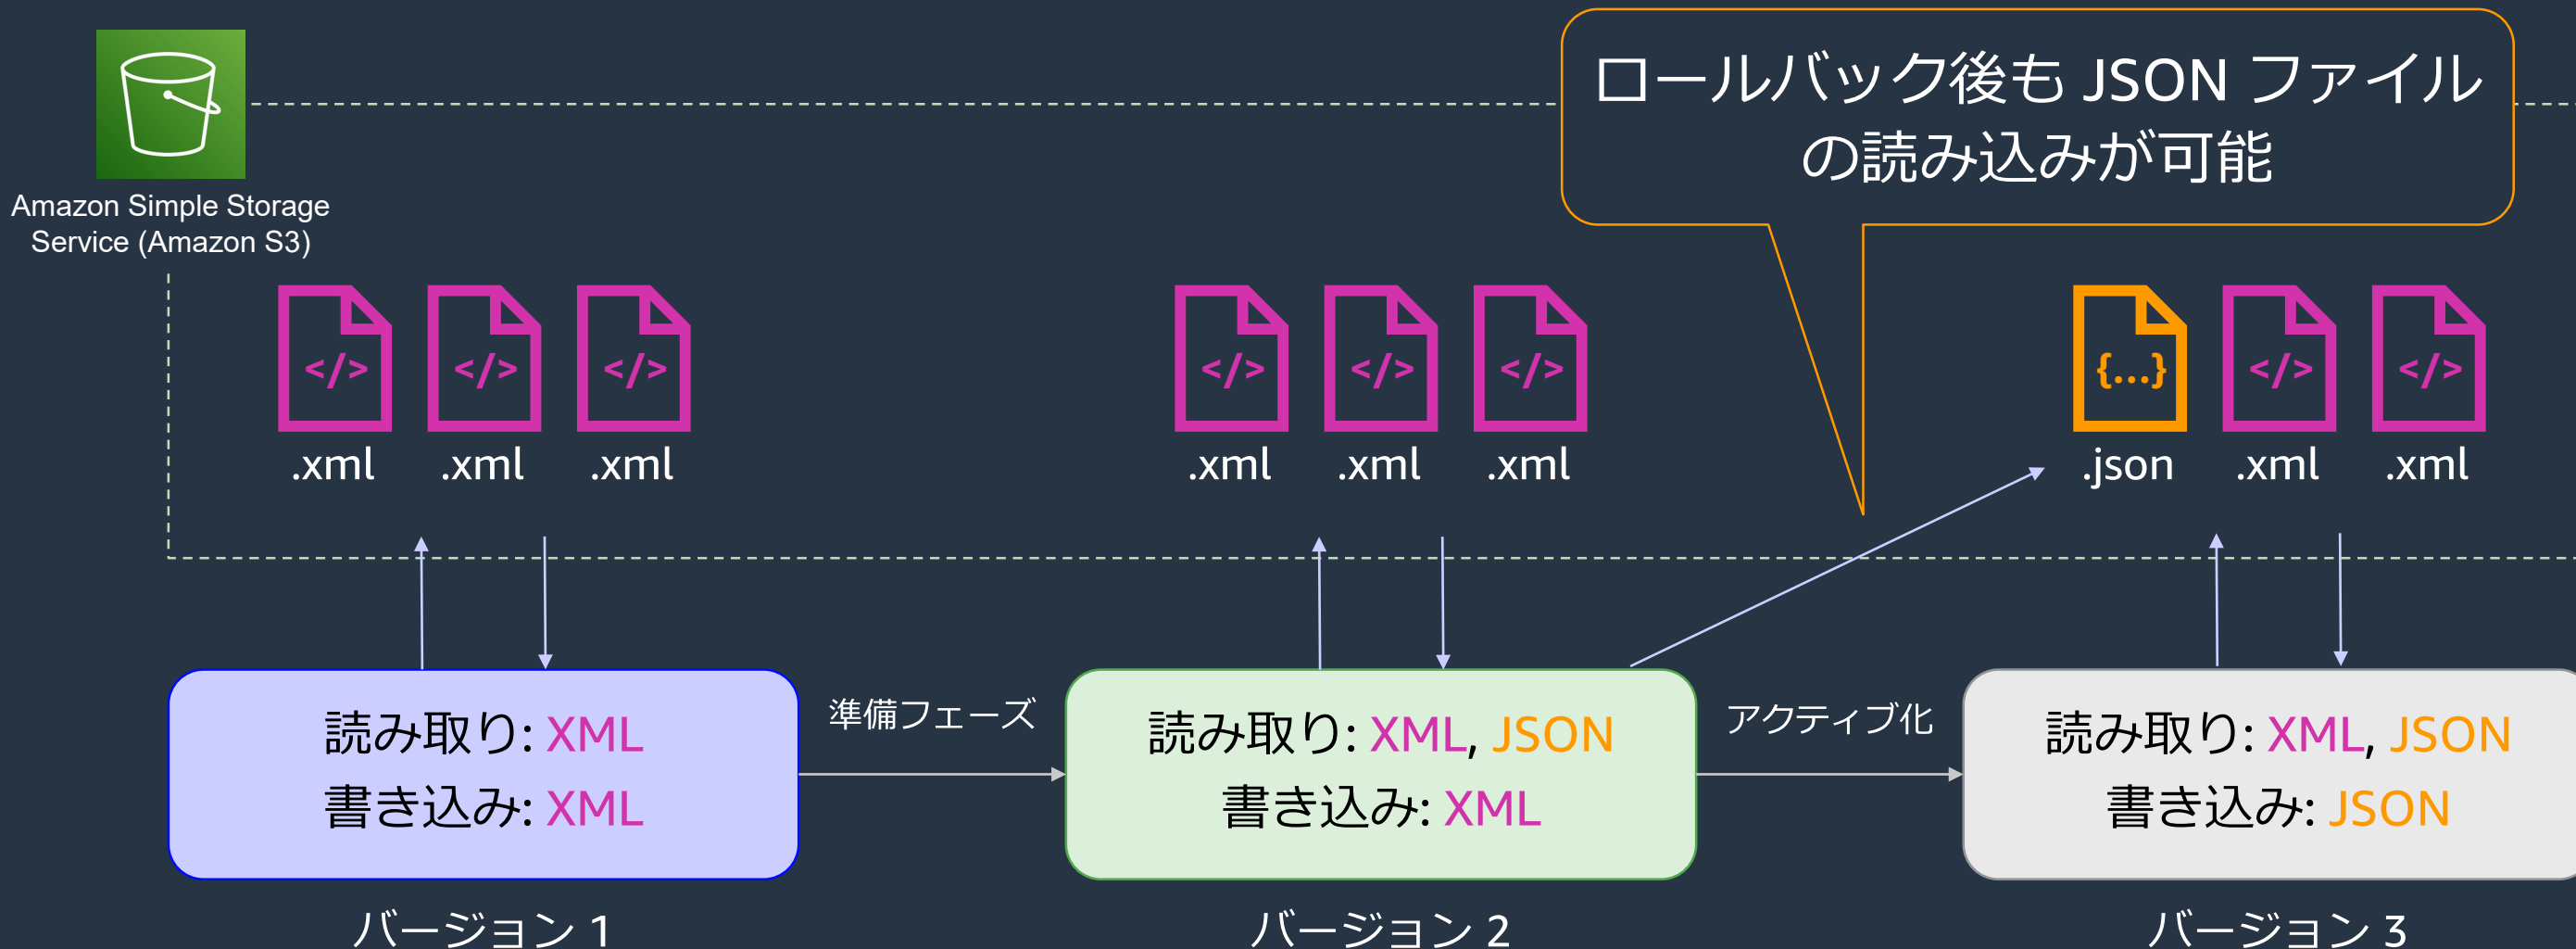 ロールバック後も JSON ファイル
の読み込みが可能
Amazon Simple Storage
Service (Amazon S3)
</> </> </>
.xml .xml .xml
</> </> </>
.xml .xml .xml
{...} </> </>
.json .xml .xml
読み取り: XML
書き込み: XML
準備フェーズ
読み取り: XML, JSON
書き込み: XML
アクティブ化
読み取り: XML, JSON
書き込み: JSON
バージョン 1
バージョン 2
バージョン 3